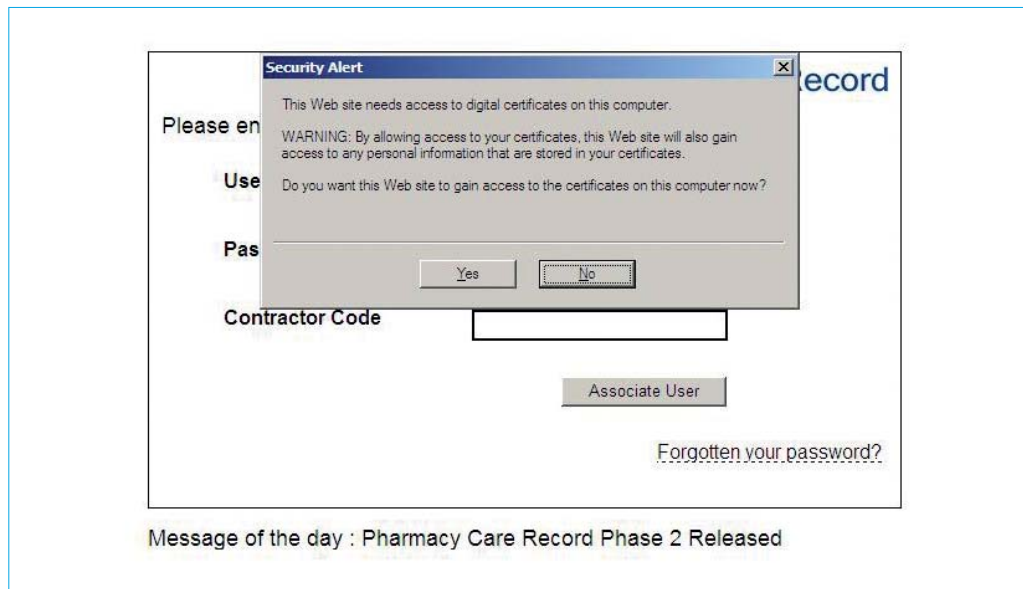 Security Alert
ecord
This Web site needs access to digital certificates on this computer.
Please en
WARNING: By allowing access to your certificates, this Web site will also gain
access to any personal information that are stored in your certificates.
Use
Do you want this Web site to gain access to the certificates on this computer now?
Pas
Yes
No
Contractor Code
Associate User
Forgotten your password?
Message of the day : Pharmacy Care Record Phase 2 Released